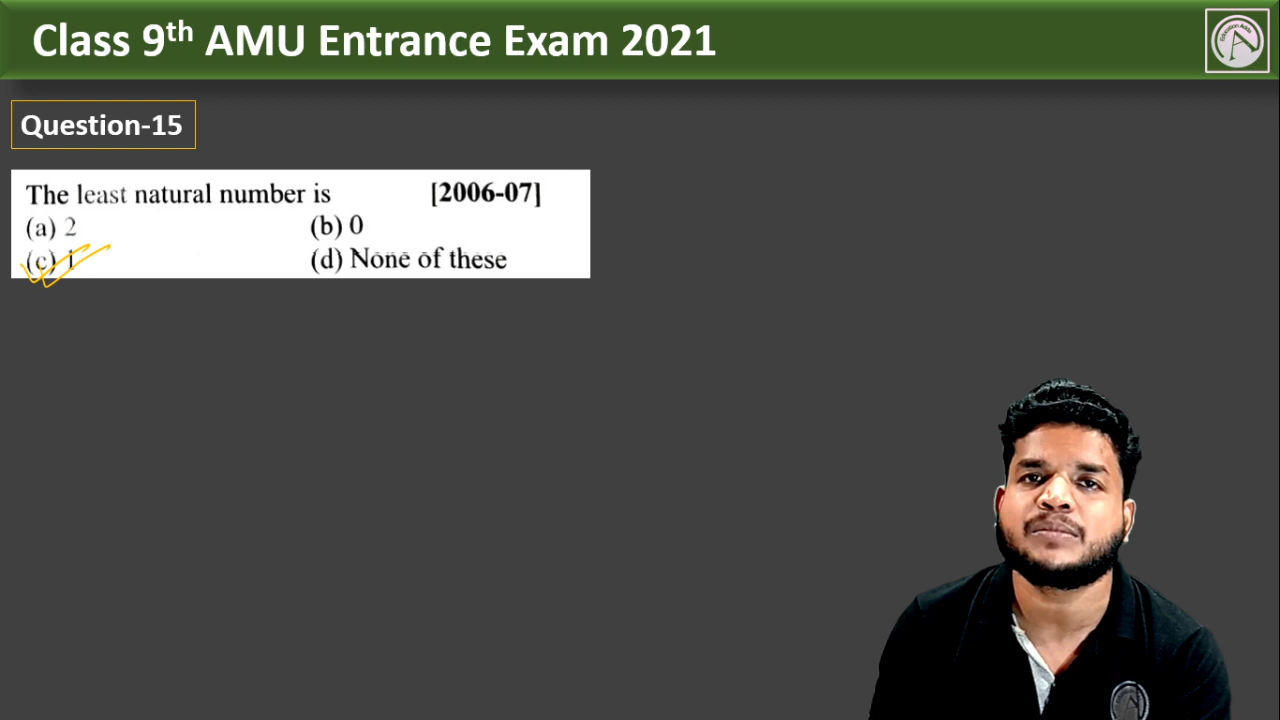 Class 9th AMU Entrance Exam 2021
Question-15
The least natural number is [2006-07]
(a) 2 (b) 0
(c) 1 (d) None of these